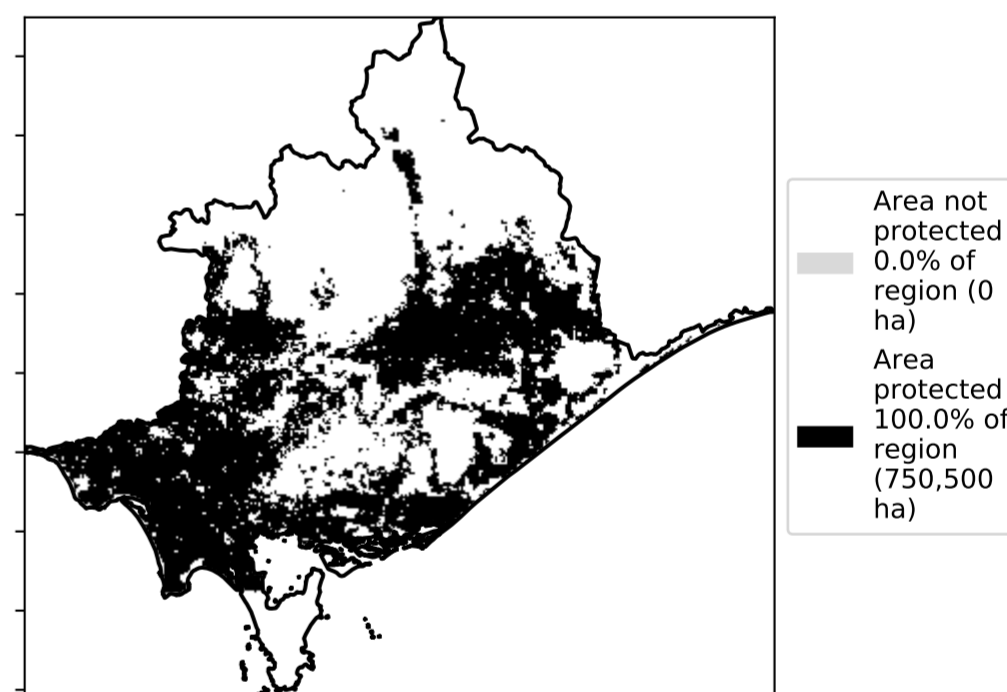 Area not
protected
0.0% of
region (0
ha)
Area
protected
100.0% of
region
(750,500
ha)